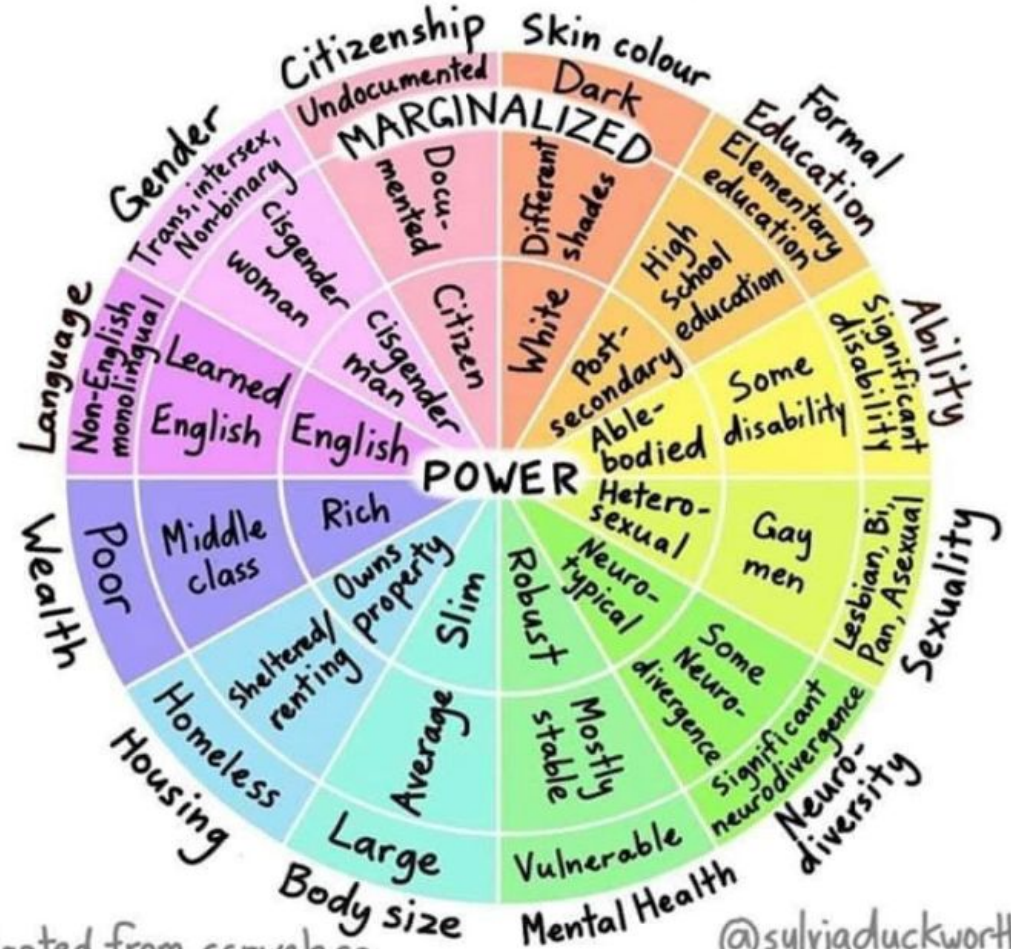 Citizenship
Undocumented
Docu-
mented
Citizen
Skin colour
Dark
Different
shades
White
Formal
Education
Elementary
education
High
school
education
Post-
secondary
Ability
Significant
disability
Some
disability
Able-
bodied
Sexuality
Lesbian, Bi,
Pan, Asexual
Gay
men
Hetero-
sexual
Neuro-
diversity
Significant
neurodivergence
Some
Neuro-
divergence
Neuro-
typical
Mental Health
Vulnerable
Mostly
stable
Robust
Body size
Large
Average
Slim
Housing
Homeless
Sheltered/
renting
Owns
property
Wealth
Poor
Middle
class
Rich
Language
Non-English
monolingual
Learned
English
English
Gender
Trans, intersex,
Non-binary
cisgender
woman
cisgender
man
MARGINALIZED
POWER
from
@sylviaduckworth